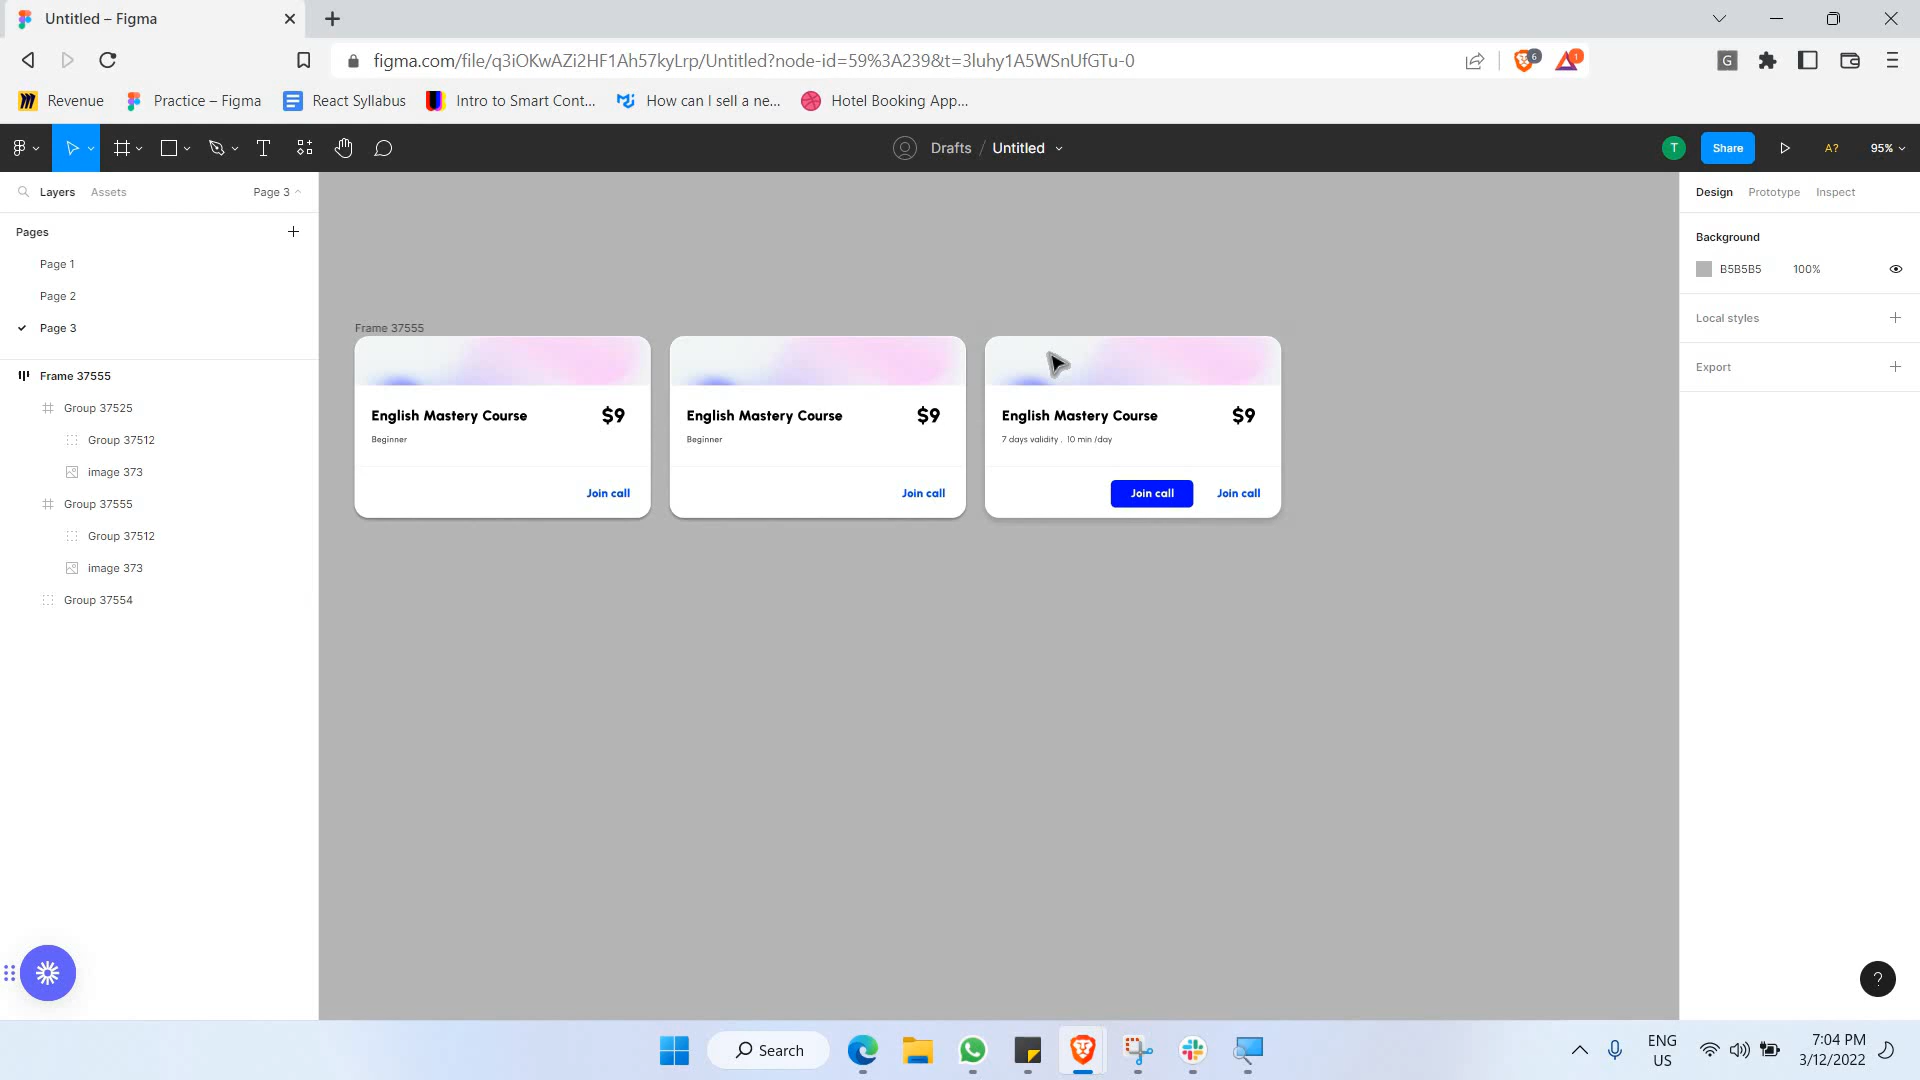 Untitled – Figma
figma.com/file/q3iOKwAZi2HF1Ah57kyLrp/Untitled?node-id=59%3A239&t=3luhy1A5WSnUfGTu-0
6
1
G
Revenue
Practice – Figma
React Syllabus
Intro to Smart Cont...
How can I sell a ne...
Hotel Booking App...
Drafts / Untitled
T
Share
A?
95%
Layers
Assets
Page 3
Design
Prototype
Inspect
Pages
Page 1
Page 2
Page 3
Background
B5B5B5
100%
Local styles
Export
Frame 37555
Group 37525
Group 37512
image 373
Group 37555
Group 37512
image 373
Group 37554
Frame 37555
English Mastery Course
$9
Beginner
Join call
English Mastery Course
$9
Beginner
Join call
English Mastery Course
$9
7 days validity . 10 min /day
Join call
Join call
?
Search
ENG
US
7:04 PM
3/12/2022